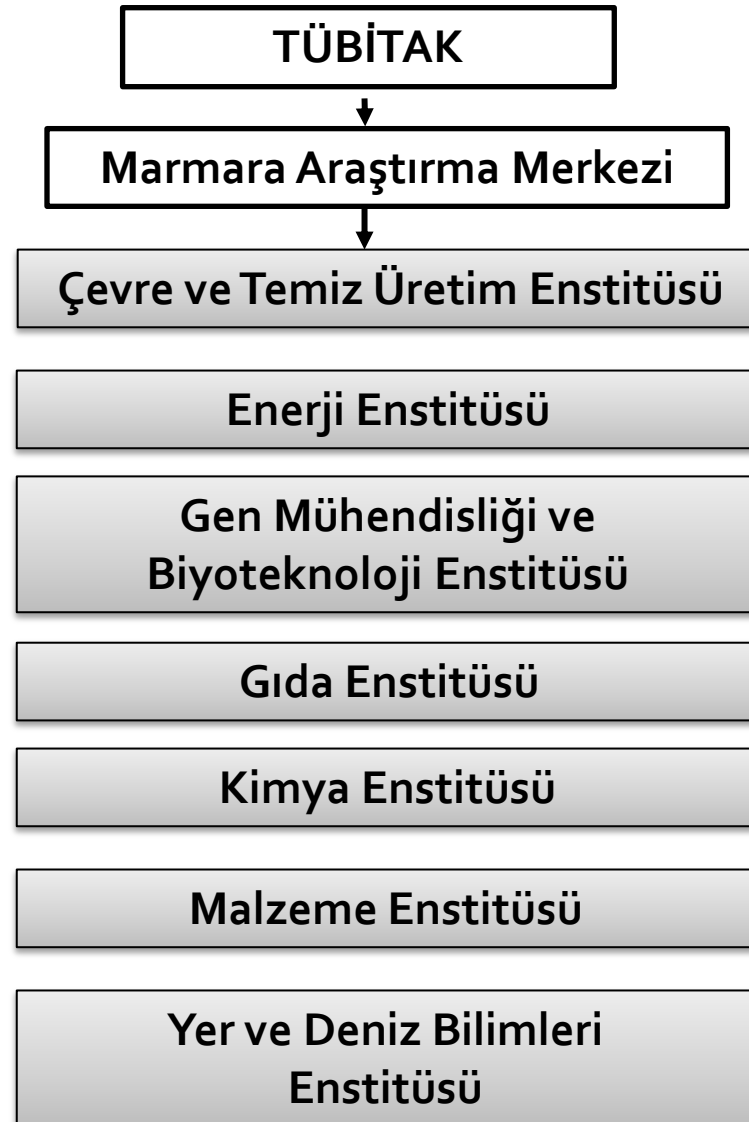 TÜBİTAK
Marmara Araştırma Merkezi
Çevre ve Temiz Üretim Enstitüsü
Enerji Enstitüsü
Gen Mühendisliği ve
Biyoteknoloji Enstitüsü
Gıda Enstitüsü
Kimya Enstitüsü
Malzeme Enstitüsü
Yer ve Deniz Bilimleri
Enstitüsü